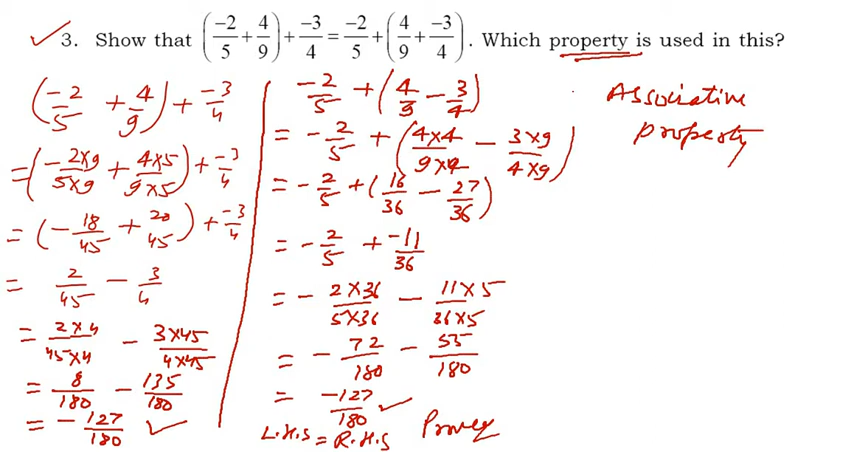 3. Show that (-2/5 + 4/9) + -3/4 = -2/5 + (4/9 + -3/4). Which property is used in this?
(-2/5 + 4/9) + -3/4
= (-2×9/5×9 + 4×5/9×5) + -3/4
= (-18/45 + 20/45) + -3/4
= 2/45 - 3/4
= 2×4/45×4 - 3×45/4×45
= 8/180 - 135/180
= -127/180 ✓
-2/5 + (4/9 - 3/4)
= -2/5 + (4×4/9×4 - 3×9/4×9)
= -2/5 + (16/36 - 27/36)
= -2/5 + -11/36
= -2×36/5×36 - 11×5/36×5
= -72/180 - 55/180
= -127/180 ✓
L.H.S = R.H.S
Associative
Property